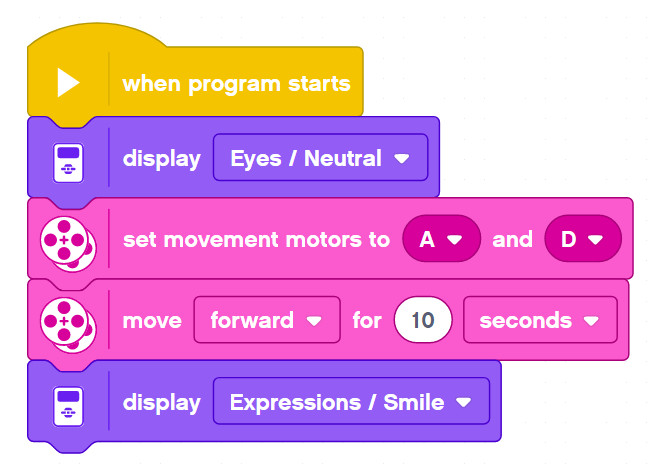 when program starts
display Eyes / Neutral
set movement motors to A and D
move forward for 10 seconds
display Expressions / Smile